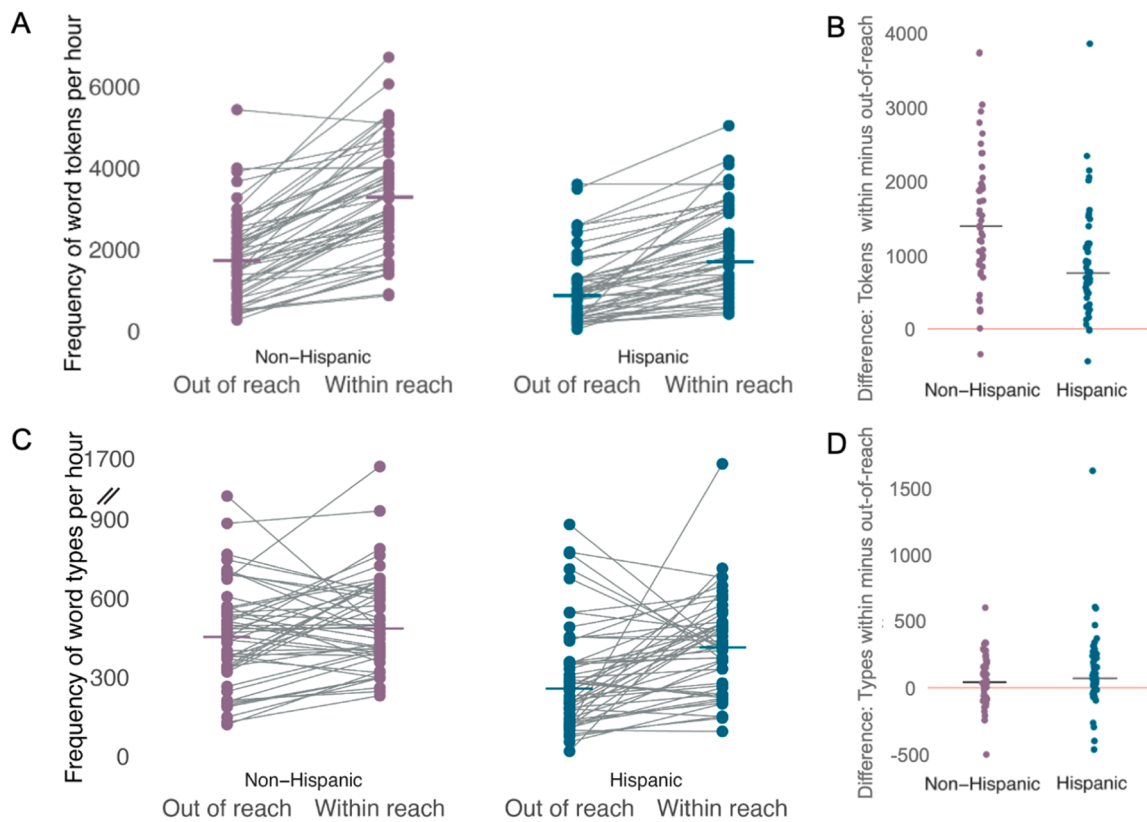 A
Frequency of word tokens per hour
6000
4000
2000
0
Non–Hispanic
Hispanic
Out of reach Within reach
Out of reach Within reach
B
Difference: Tokens within minus out-of-reach
4000
3000
2000
1000
0
Non–Hispanic Hispanic
C
Frequency of word types per hour
1700
//
900
600
300
0
Non–Hispanic
Hispanic
Out of reach Within reach
Out of reach Within reach
D
Difference: Types within minus out-of-reach
1500
1000
500
0
-500
Non–Hispanic Hispanic